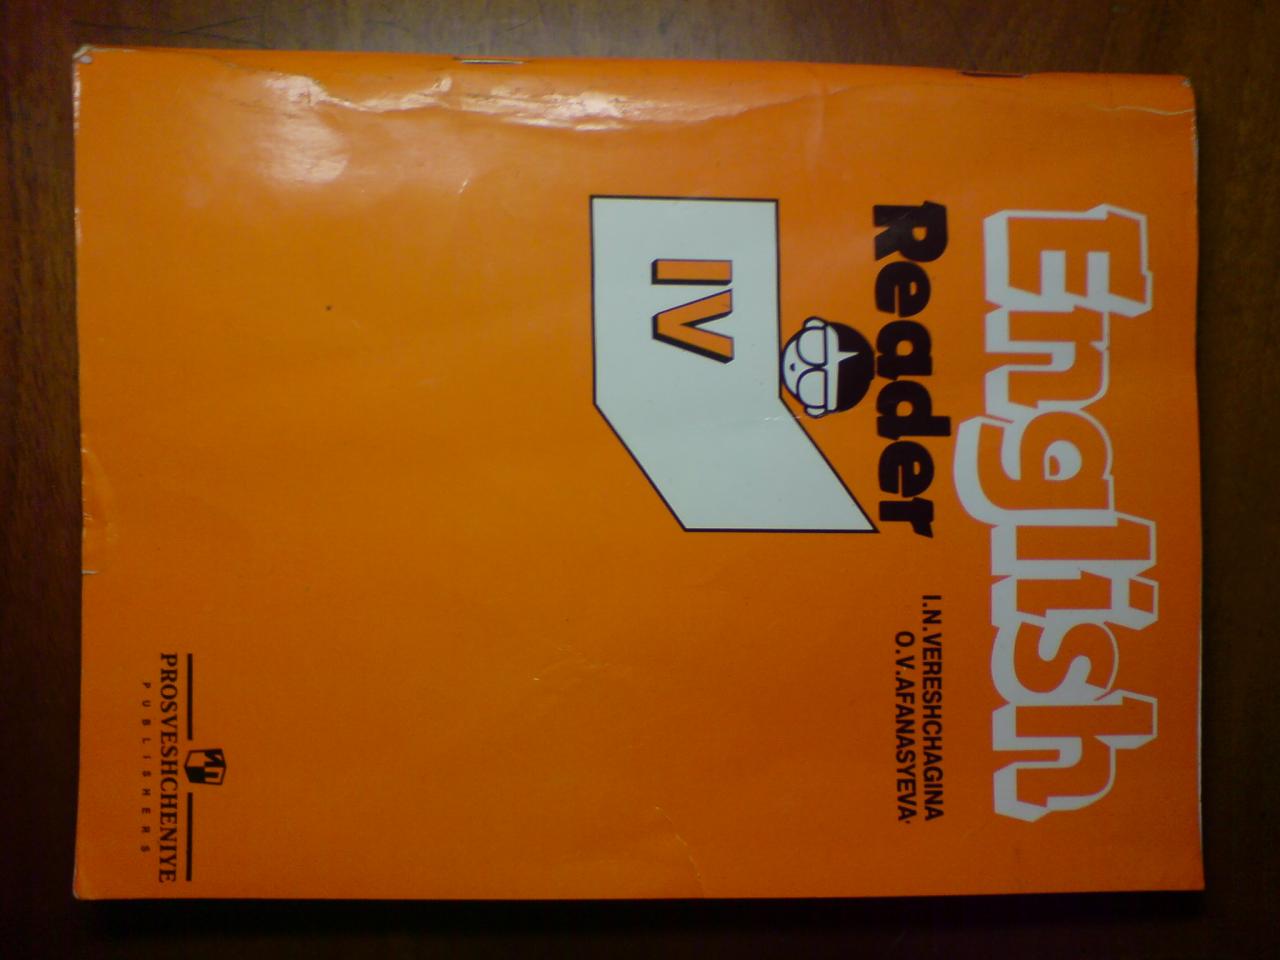 English
Reader
I.N.VERESHCHAGINA
O.V.AFANASYEVA
IV
PROSVESHCHENIYE
PUBLISHERS